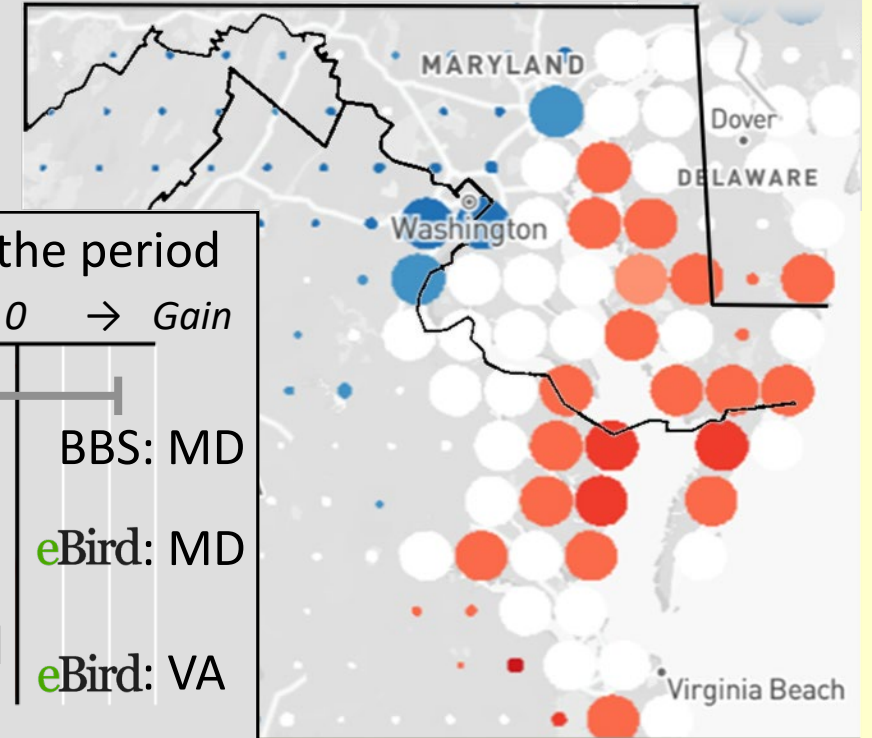 MARYLAND
Dover
DELAWARE
Washington
the period
0 → Gain
BBS: MD
eBird: MD
eBird: VA
Virginia Beach